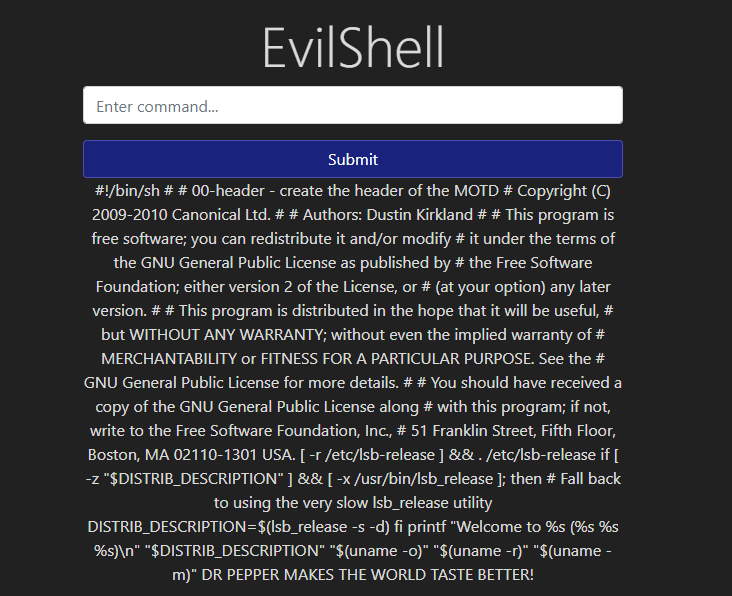 EvilShell
Enter command...
Submit
#!/bin/sh # # 00-header - create the header of the MOTD # Copyright (C)
2009-2010 Canonical Ltd. # # Authors: Dustin Kirkland # # This program is
free software; you can redistribute it and/or modify # it under the terms of
the GNU General Public License as published by # the Free Software
Foundation; either version 2 of the License, or # (at your option) any later
version. # # This program is distributed in the hope that it will be useful, #
but WITHOUT ANY WARRANTY; without even the implied warranty of #
MERCHANTABILITY or FITNESS FOR A PARTICULAR PURPOSE. See the #
GNU General Public License for more details. # # You should have received a
copy of the GNU General Public License along # with this program; if not,
write to the Free Software Foundation, Inc., # 51 Franklin Street, Fifth Floor,
Boston, MA 02110-1301 USA. [ -r /etc/lsb-release ] && . /etc/lsb-release if [
-z "$DISTRIB_DESCRIPTION" ] && [ -x /usr/bin/lsb_release ]; then # Fall back
to using the very slow lsb_release utility
DISTRIB_DESCRIPTION=$(lsb_release -s -d) fi printf "Welcome to %s (%s %s
%s)\n" "$DISTRIB_DESCRIPTION" "$(uname -o)" "$(uname -r)" "$(uname -
m)" DR PEPPER MAKES THE WORLD TASTE BETTER!